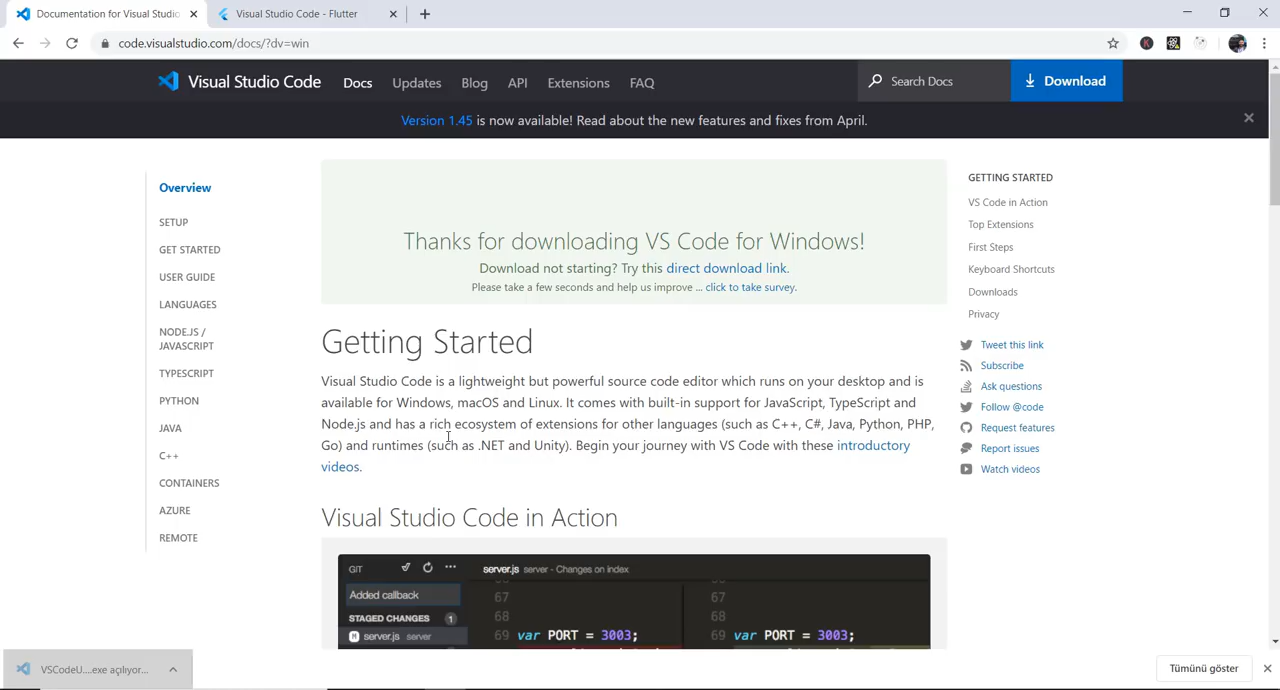 Documentation for Visual Studio
Visual Studio Code - Flutter
code.visualstudio.com/docs/?dv=win
Visual Studio Code
Docs
Updates
Blog
API
Extensions
FAQ
Search Docs
Download
Version 1.45 is now available! Read about the new features and fixes from April.
Overview
SETUP
GET STARTED
USER GUIDE
LANGUAGES
NODE.JS /
JAVASCRIPT
TYPESCRIPT
PYTHON
JAVA
C++
CONTAINERS
AZURE
REMOTE
Thanks for downloading VS Code for Windows!
Download not starting? Try this direct download link.
Please take a few seconds and help us improve ... click to take survey.
Getting Started
Visual Studio Code is a lightweight but powerful source code editor which runs on your desktop and is
available for Windows, macOS and Linux. It comes with built-in support for JavaScript, TypeScript and
Node.js and has a rich ecosystem of extensions for other languages (such as C++, C#, Java, Python, PHP,
Go) and runtimes (such as .NET and Unity). Begin your journey with VS Code with these introductory
videos.
Visual Studio Code in Action
GIT
Added callback
STAGED CHANGES 1
M server.js server
server.js server - Changes on index
67
68
69 var PORT = 3003;
67
68
69 var PORT = 3003;
GETTING STARTED
VS Code in Action
Top Extensions
First Steps
Keyboard Shortcuts
Downloads
Privacy
Tweet this link
Subscribe
Ask questions
Follow @code
Request features
Report issues
Watch videos
VSCodeU....exe açılıyor...
Tümünü göster